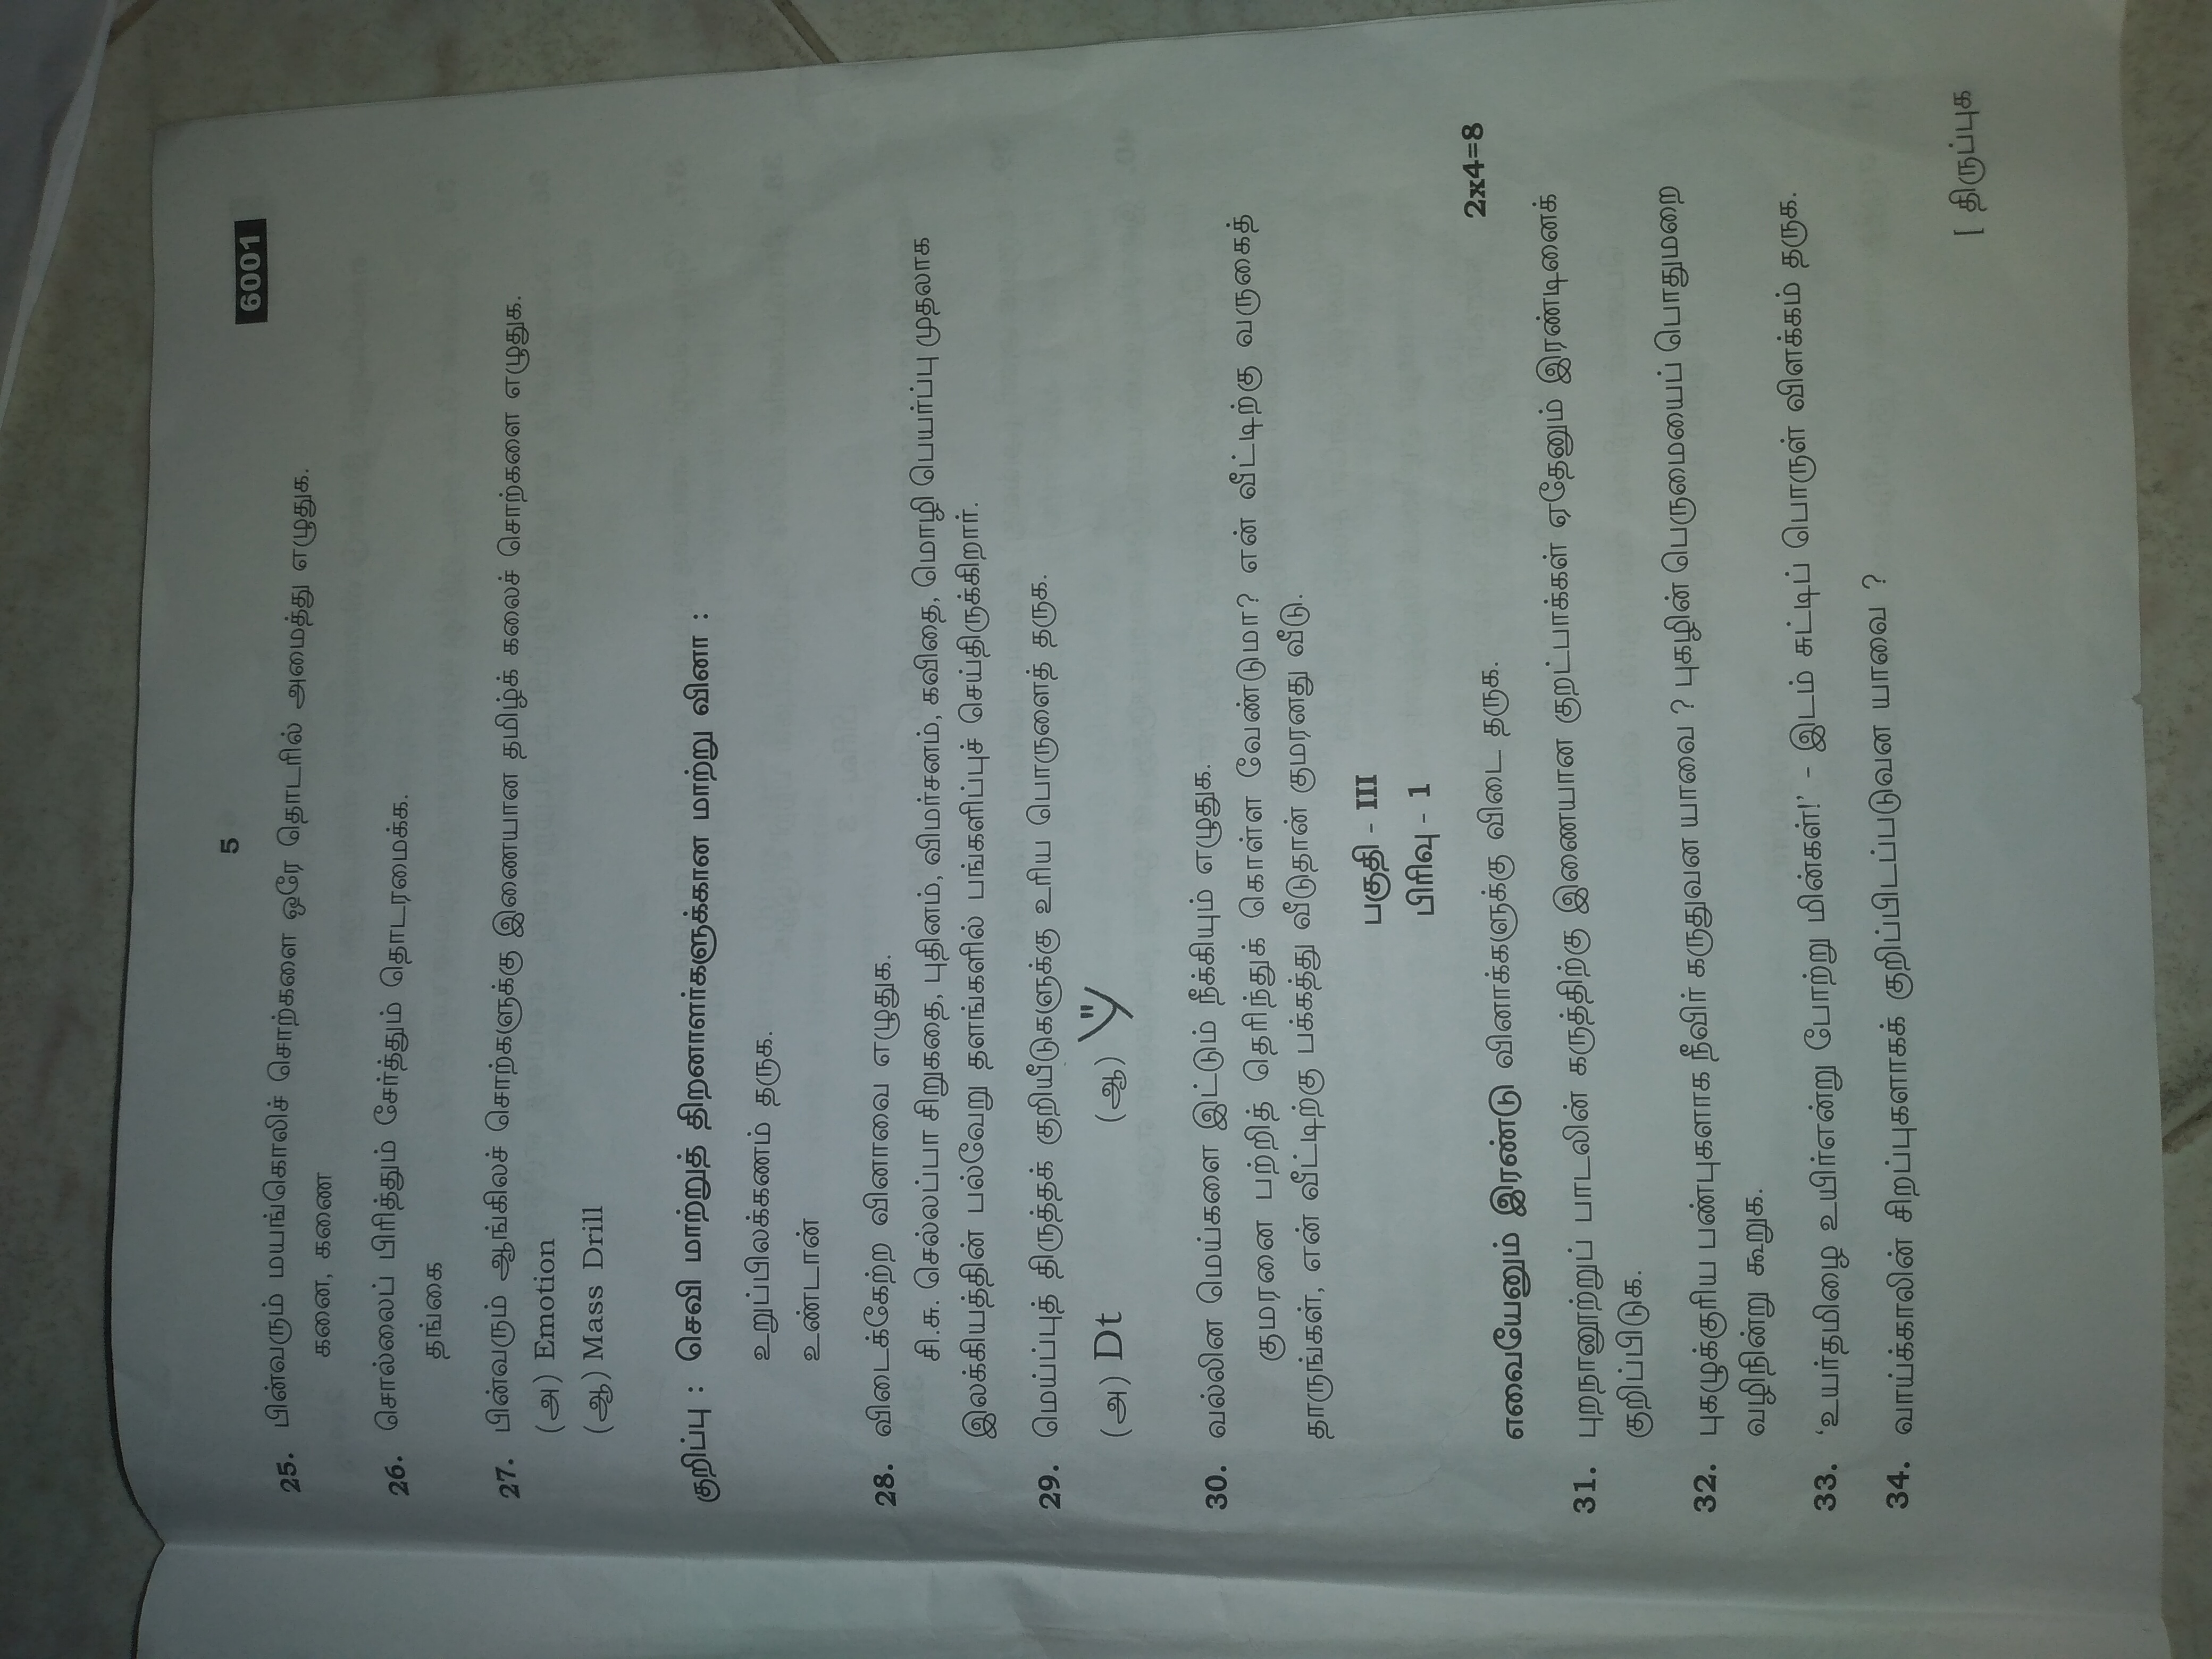 5
6001
25. பின்வரும் மயங்கொலிச் சொற்களை ஒரே தொடரில் அமைத்து எழுதுக.
கனை, கணை
26. சொல்லைப் பிரித்தும் சேர்த்தும் தொடரமைக்க.
தங்கை
27. பின்வரும் ஆங்கிலச் சொற்களுக்கு இணையான தமிழ்க் கலைச் சொற்களை எழுதுக.
(அ) Emotion
(ஆ) Mass Drill
குறிப்பு : செவி மாற்றுத் திறனாளர்களுக்கான மாற்று வினா :
உறுப்பிலக்கணம் தருக.
உண்டான்
28. விடைக்கேற்ற வினாவை எழுதுக.
சி.சு. செல்லப்பா சிறுகதை, புதினம், விமர்சனம், கவிதை, மொழி பெயர்ப்பு முதலாக
இலக்கியத்தின் பல்வேறு தளங்களில் பங்களிப்புச் செய்திருக்கிறார்.
29. மெய்ப்புத் திருத்தக் குறியீடுகளுக்கு உரிய பொருளைத் தருக.
(அ) Dt (ஆ)
30. வல்லின மெய்களை இட்டும் நீக்கியும் எழுதுக.
குமரனை பற்றித் தெரிந்துக் கொள்ள வேண்டுமா? என் வீட்டிற்கு வருகைத்
தாருங்கள், என் வீட்டிற்கு பக்கத்து வீடுதான் குமரனது வீடு.
பகுதி - III
பிரிவு - 1
எவையேனும் இரண்டு வினாக்களுக்கு விடை தருக. 2x4=8
31. புறநானூற்றுப் பாடலின் கருத்திற்கு இணையான குறட்பாக்கள் ஏதேனும் இரண்டினைக்
குறிப்பிடுக.
32. புகழுக்குரிய பண்புகளாக நீவிர் கருதுவன யாவை ? புகழின் பெருமையைப் பொதுமறை
வழிநின்று கூறுக.
33. ‘உயர்தமிழை உயிர்என்று போற்று மின்கள்!’ - இடம் சுட்டிப் பொருள் விளக்கம் தருக.
34. வாய்க்காலின் சிறப்புகளாகக் குறிப்பிடப்படுவன யாவை ?
[ திருப்புக